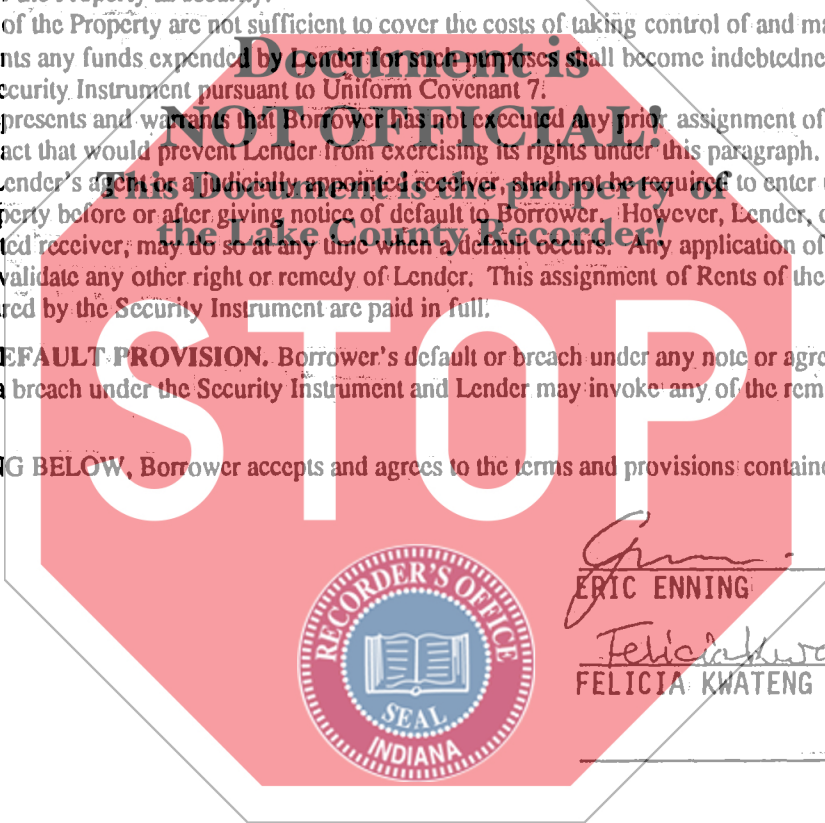 of the Property are not sufficient to cover the costs of taking control of and ma
nts any funds expended by Lender for such purposes shall become indebtedne
ecurity Instrument pursuant to Uniform Covenant 7.
presents and warrants that Borrower has not executed any prior assignment of
act that would prevent Lender from exercising its rights under this paragraph.
ender's agent or a judicially appointed receiver, shall not be required to enter
perty before or after giving notice of default to Borrower. However, Lender,
ted receiver, may do so at any time when a default occurs. Any application of
validate any other right or remedy of Lender. This assignment of Rents of the
red by the Security Instrument are paid in full.
EFAULT PROVISION. Borrower's default or breach under any note or agre
a breach under the Security Instrument and Lender may invoke any of the rem
G BELOW, Borrower accepts and agrees to the terms and provisions contain
Document is
NOT OFFICIAL!
This Document is the property of
the Lake County Recorder!
STOP
RECORDER'S OFFICE
SEAL
INDIANA
ERIC ENNING
Felicia Kwa
FELICIA KWATENG